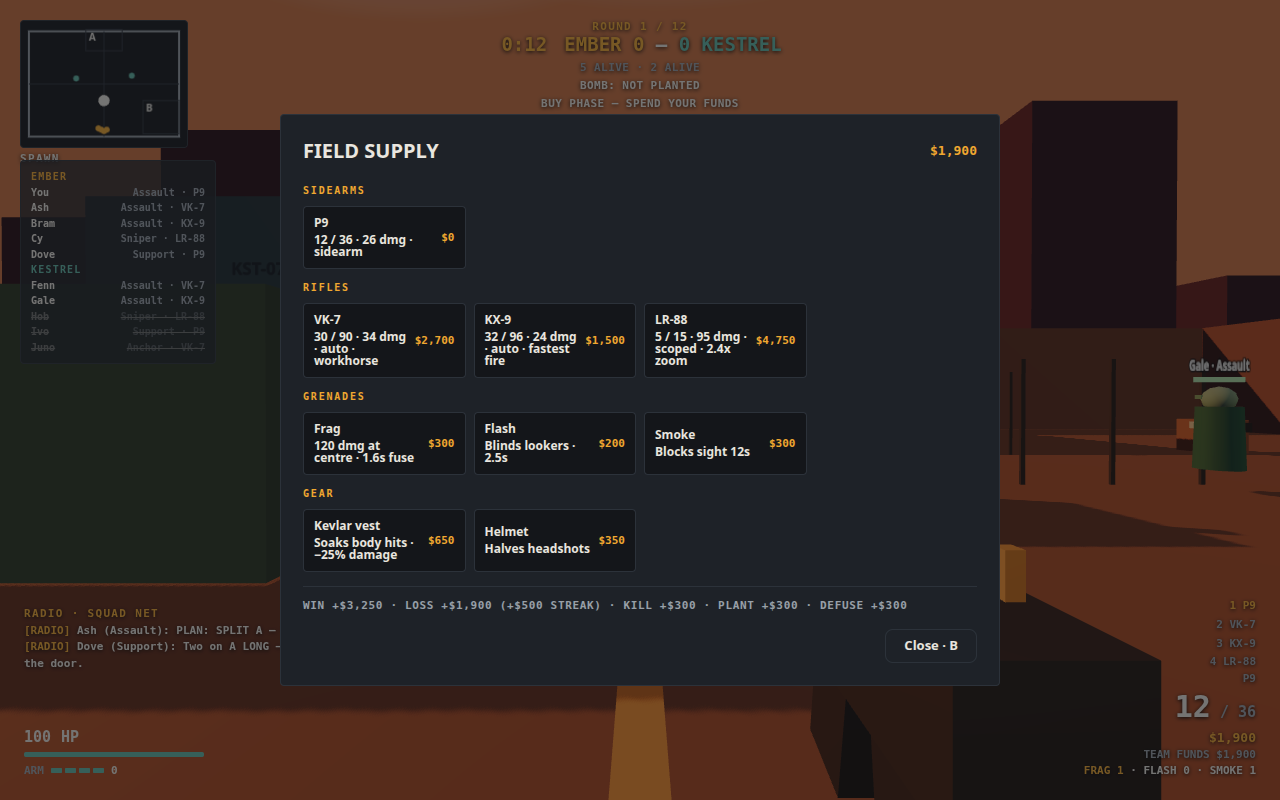 ROUND 1 / 12
0:12 EMBER 0 — 0 KESTREL
5 ALIVE · 2 ALIVE
BOMB: NOT PLANTED
BUY PHASE — SPEND YOUR FUNDS
A
B
SPAWN
EMBER
You Assault · P9
Ash Assault · VK-7
Bram Assault · KX-9
Cy Sniper · LR-88
Dove Support · P9
KESTREL
Fenn Assault · VK-7
Gale Assault · KX-9
Hob Sniper · LR-88
Ivo Support · P9
Juno Anchor · VK-7
FIELD SUPPLY
$1,900
SIDEARMS
P9
12 / 36 · 26 dmg ·
sidearm
$0
RIFLES
VK-7
30 / 90 · 34 dmg
· auto ·
workhorse
$2,700
KX-9
32 / 96 · 24 dmg
· auto · fastest
fire
$1,500
LR-88
5 / 15 · 95 dmg ·
scoped · 2.4x
zoom
$4,750
GRENADES
Frag
120 dmg at
centre · 1.6s fuse
$300
Flash
Blinds lookers ·
2.5s
$200
Smoke
Blocks sight 12s
$300
GEAR
Kevlar vest
Soaks body hits ·
−25% damage
$650
Helmet
Halves headshots
$350
WIN +$3,250 · LOSS +$1,900 (+$500 STREAK) · KILL +$300 · PLANT +$300 · DEFUSE +$300
Close · B
Gale · Assault
RADIO · SQUAD NET
[RADIO] Ash (Assault): PLAN: SPLIT A —
[RADIO] Dove (Support): Two on A LONG —
the door.
100 HP
ARM 0
1 P9
2 VK-7
3 KX-9
4 LR-88
P9
12 / 36
$1,900
TEAM FUNDS $1,900
FRAG 1 · FLASH 0 · SMOKE 1